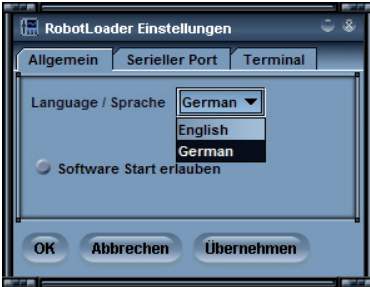 RobotLoader Einstellungen
Allgemein Serieller Port Terminal
Language / Sprache German
English
German
Software Start erlauben
OK Abbrechen Übernehmen